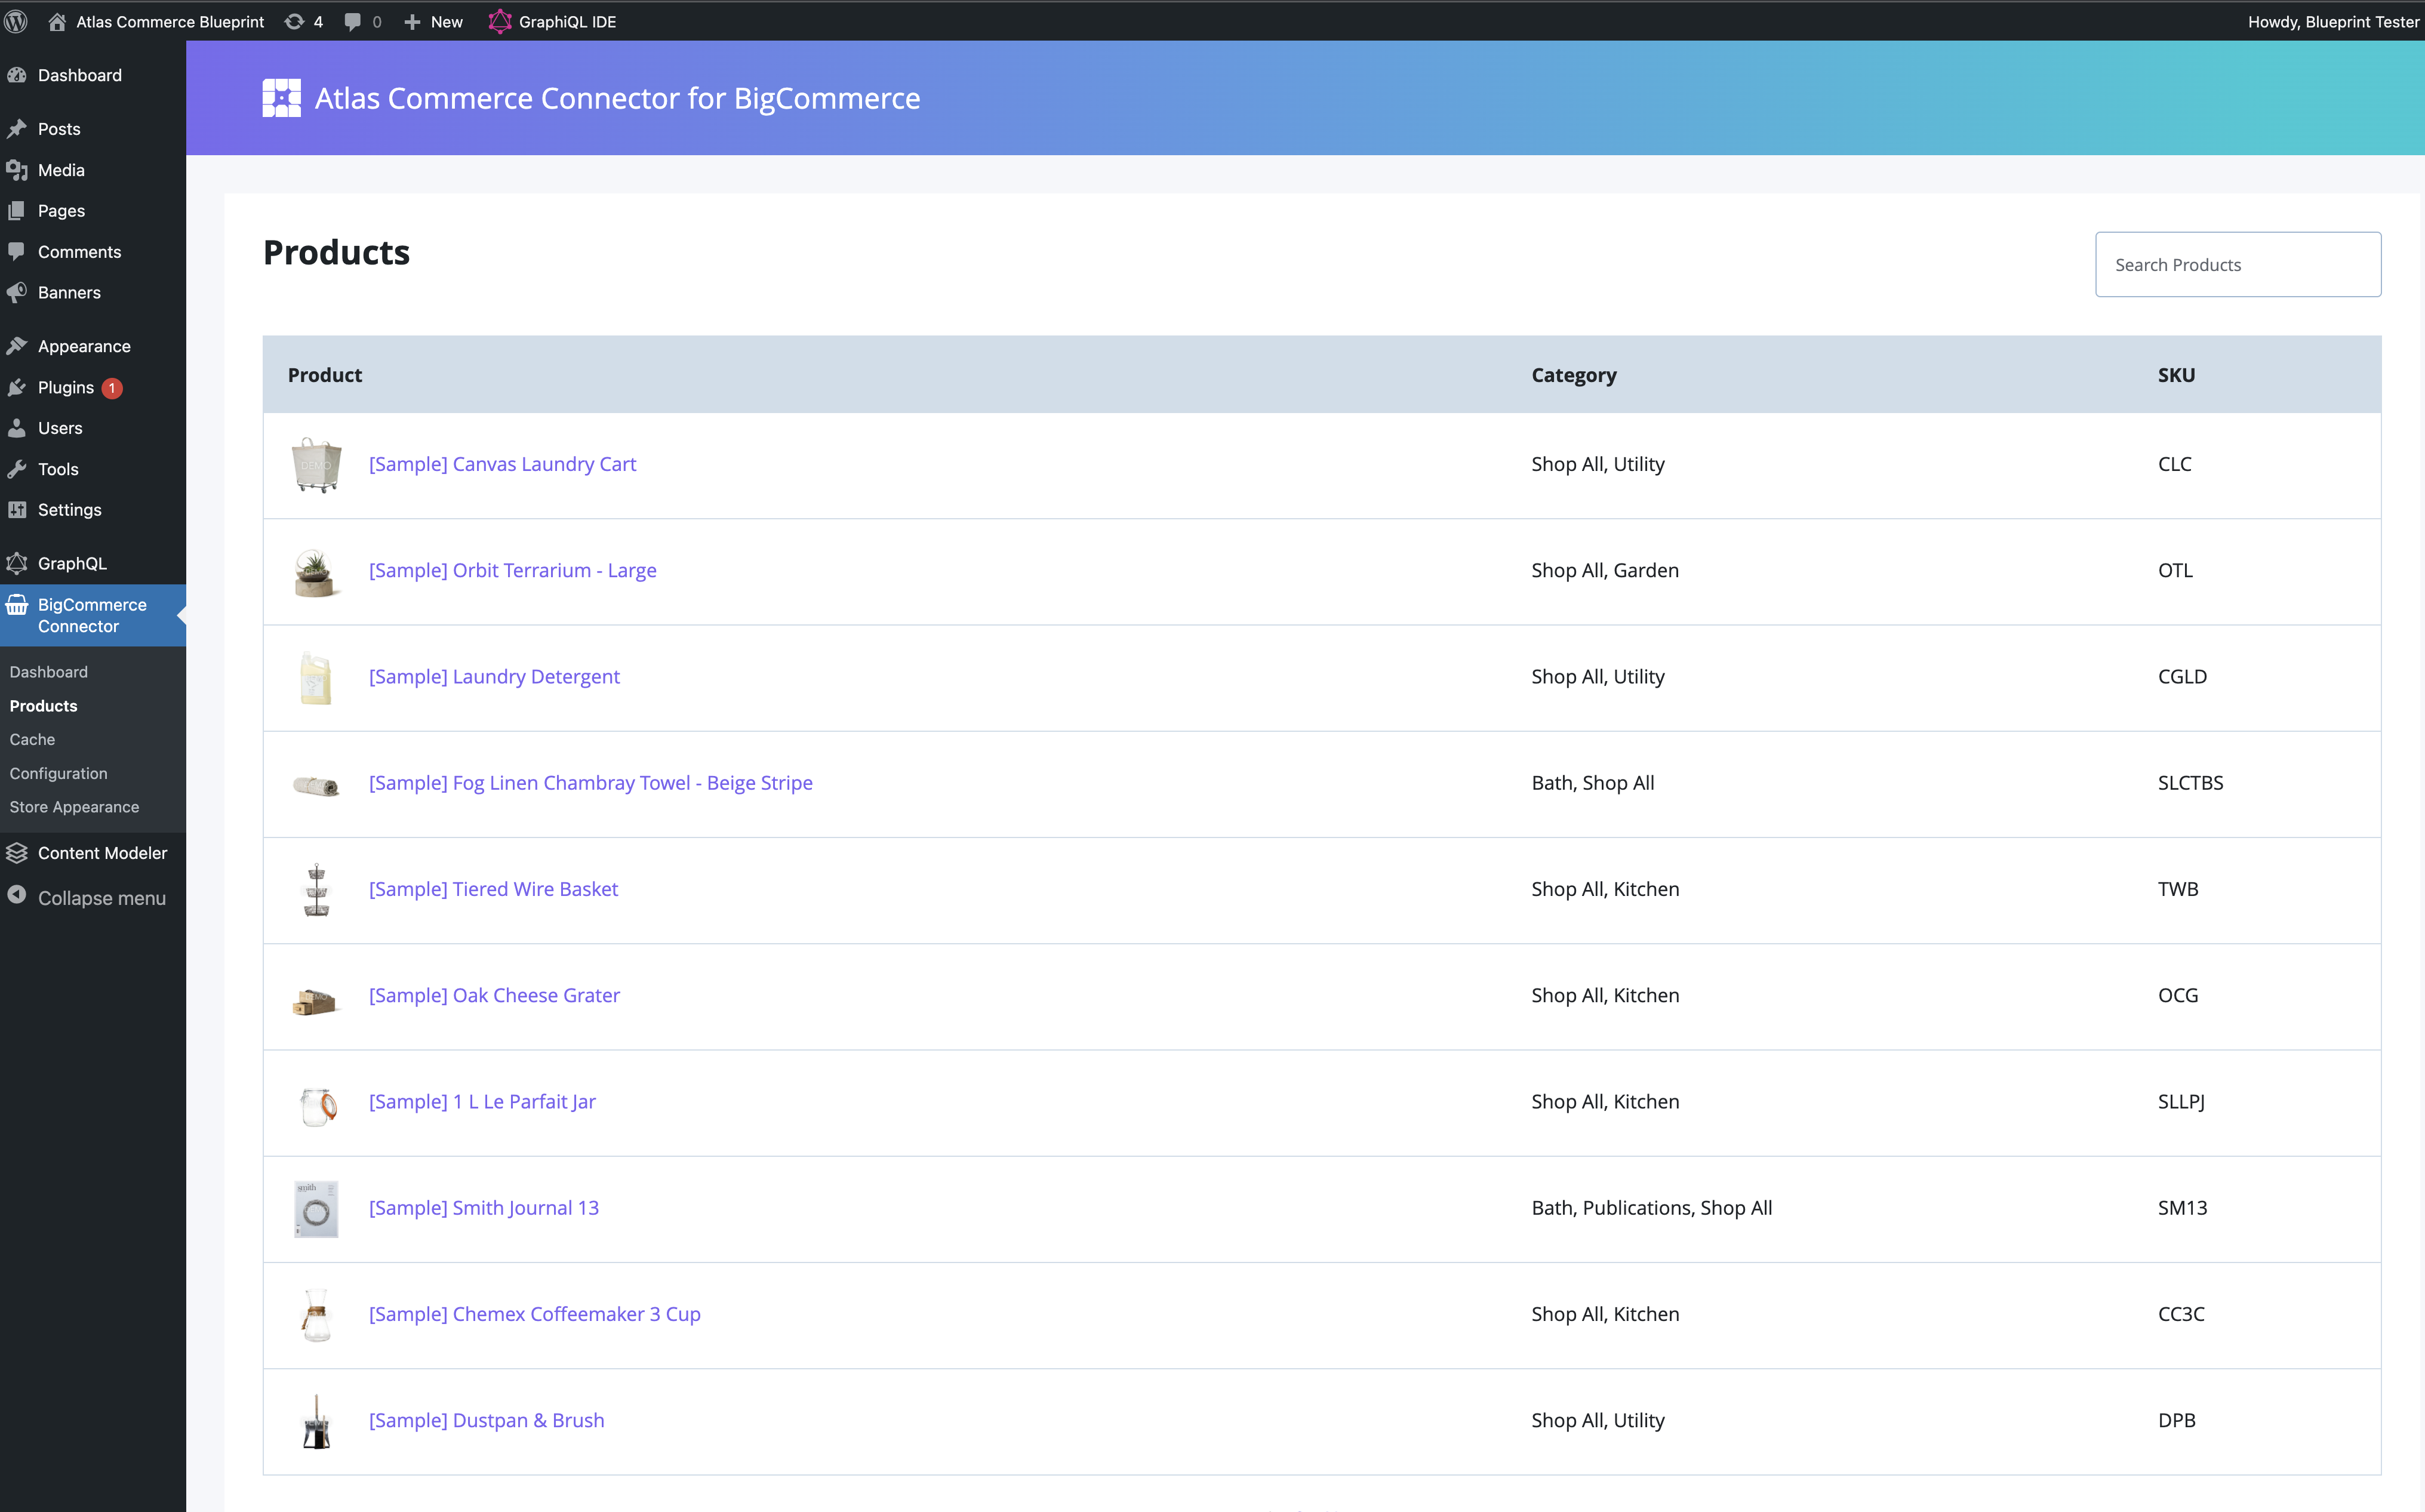 Atlas Commerce Blueprint 4 0 New GraphiQL IDE Howdy, Blueprint Tester
Dashboard
Posts
Media
Pages
Comments
Banners
Appearance
Plugins 1
Users
Tools
Settings
GraphQL
BigCommerce
Connector
Dashboard
Products
Cache
Configuration
Store Appearance
Content Modeler
Collapse menu
Atlas Commerce Connector for BigCommerce
Products
Search Products
Product Category SKU
[Sample] Canvas Laundry Cart Shop All, Utility CLC
[Sample] Orbit Terrarium - Large Shop All, Garden OTL
[Sample] Laundry Detergent Shop All, Utility CGLD
[Sample] Fog Linen Chambray Towel - Beige Stripe Bath, Shop All SLCTBS
[Sample] Tiered Wire Basket Shop All, Kitchen TWB
[Sample] Oak Cheese Grater Shop All, Kitchen OCG
[Sample] 1 L Le Parfait Jar Shop All, Kitchen SLLPJ
smith
[Sample] Smith Journal 13 Bath, Publications, Shop All SM13
[Sample] Chemex Coffeemaker 3 Cup Shop All, Kitchen CC3C
[Sample] Dustpan & Brush Shop All, Utility DPB